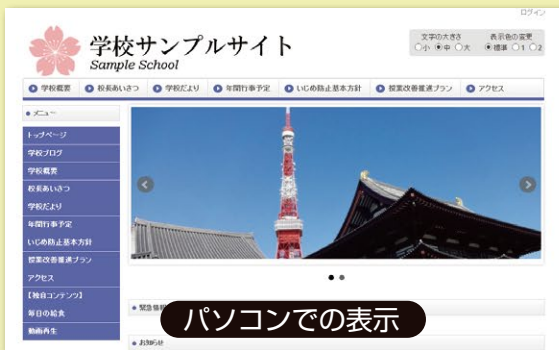 ログイン
学校サンプルサイト
Sample School
文字の大きさ 表示色の変更
小 中 大 標準 1 2
学校概要 校長あいさつ 学校だより 年間行事予定 いじめ防止基本方針 授業改善推進プラン アクセス
メニュー
トップページ
学校ブログ
学校概要
校長あいさつ
学校だより
年間行事予定
いじめ防止基本方針
授業改善推進プラン
アクセス
【独自コンテンツ】
毎日の給食
動画再生
緊急情報
パソコンでの表示
お知らせ